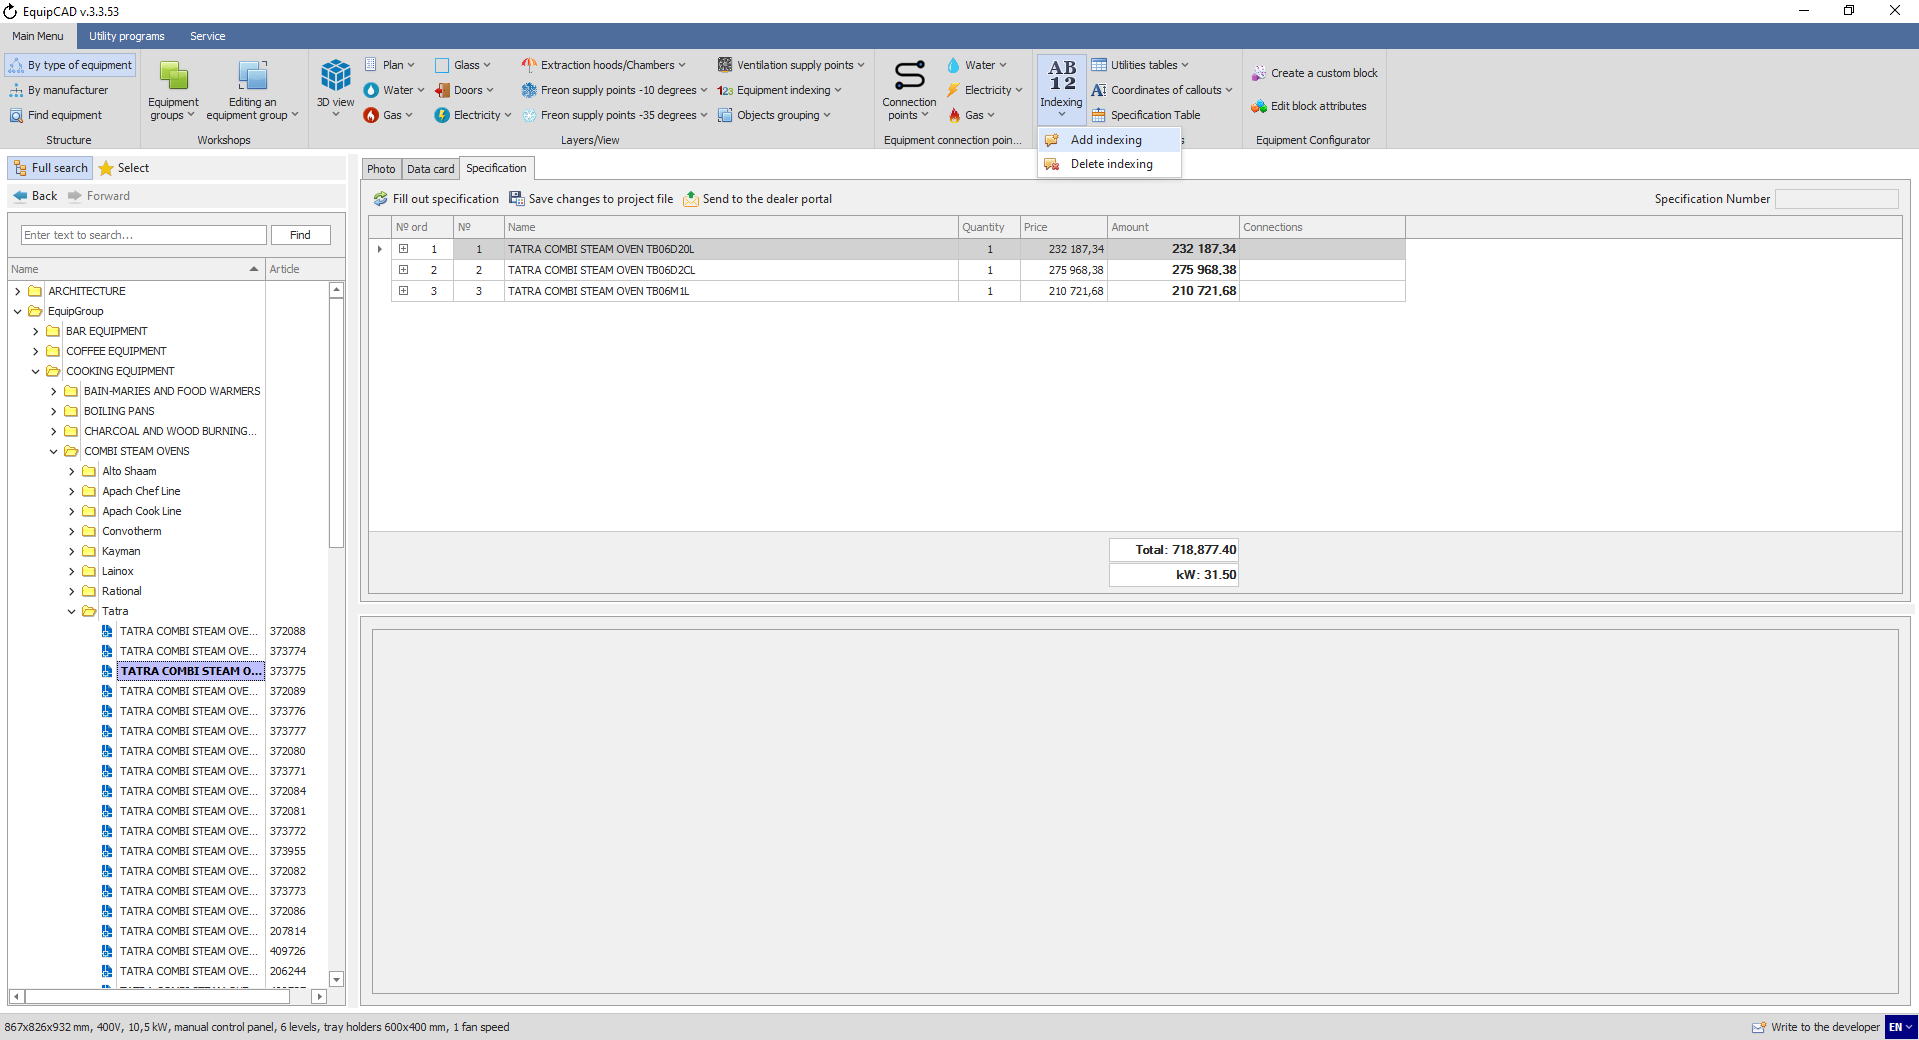 EquipCAD v.3.3.53
Main Menu
Utility programs
Service
By type of equipment
By manufacturer
Find equipment
Structure
Equipment groups
Editing an equipment group
Workshops
3D view
Plan
Water
Gas
Glass
Doors
Electricity
Extraction hoods/Chambers
Freon supply points -10 degrees
Freon supply points -35 degrees
Ventilation supply points
123 Equipment indexing
Objects grouping
Layers/View
Connection points
Water
Electricity
Gas
Equipment connection poin...
AB
12
Indexing
Add indexing
Delete indexing
Utilities tables
Coordinates of callouts
Specification Table
s
Create a custom block
Edit block attributes
Equipment Configurator
Full search
Select
Back
Forward
Enter text to search...
Find
Name Article
ARCHITECTURE
EquipGroup
BAR EQUIPMENT
COFFEE EQUIPMENT
COOKING EQUIPMENT
BAIN-MARIES AND FOOD WARMERS
BOILING PANS
CHARCOAL AND WOOD BURNING...
COMBI STEAM OVENS
Alto Shaam
Apach Chef Line
Apach Cook Line
Convotherm
Kayman
Lainox
Rational
Tatra
TATRA COMBI STEAM OVE... 372088
TATRA COMBI STEAM OVE... 373774
TATRA COMBI STEAM O... 373775
TATRA COMBI STEAM OVE... 372089
TATRA COMBI STEAM OVE... 373776
TATRA COMBI STEAM OVE... 373777
TATRA COMBI STEAM OVE... 372080
TATRA COMBI STEAM OVE... 373771
TATRA COMBI STEAM OVE... 372084
TATRA COMBI STEAM OVE... 372081
TATRA COMBI STEAM OVE... 373772
TATRA COMBI STEAM OVE... 373955
TATRA COMBI STEAM OVE... 372082
TATRA COMBI STEAM OVE... 373773
TATRA COMBI STEAM OVE... 372086
TATRA COMBI STEAM OVE... 207814
TATRA COMBI STEAM OVE... 409726
TATRA COMBI STEAM OVE... 206244
Photo
Data card
Specification
Fill out specification
Save changes to project file
Send to the dealer portal
Specification Number
№ ord № Name Quantity Price Amount Connections
1 1 TATRA COMBI STEAM OVEN TB06D20L 1 232 187,34 232 187,34
2 2 TATRA COMBI STEAM OVEN TB06D2CL 1 275 968,38 275 968,38
3 3 TATRA COMBI STEAM OVEN TB06M1L 1 210 721,68 210 721,68
Total: 718,877.40
kW: 31.50
867x826x932 mm, 400V, 10,5 kW, manual control panel, 6 levels, tray holders 600x400 mm, 1 fan speed
Write to the developer
EN